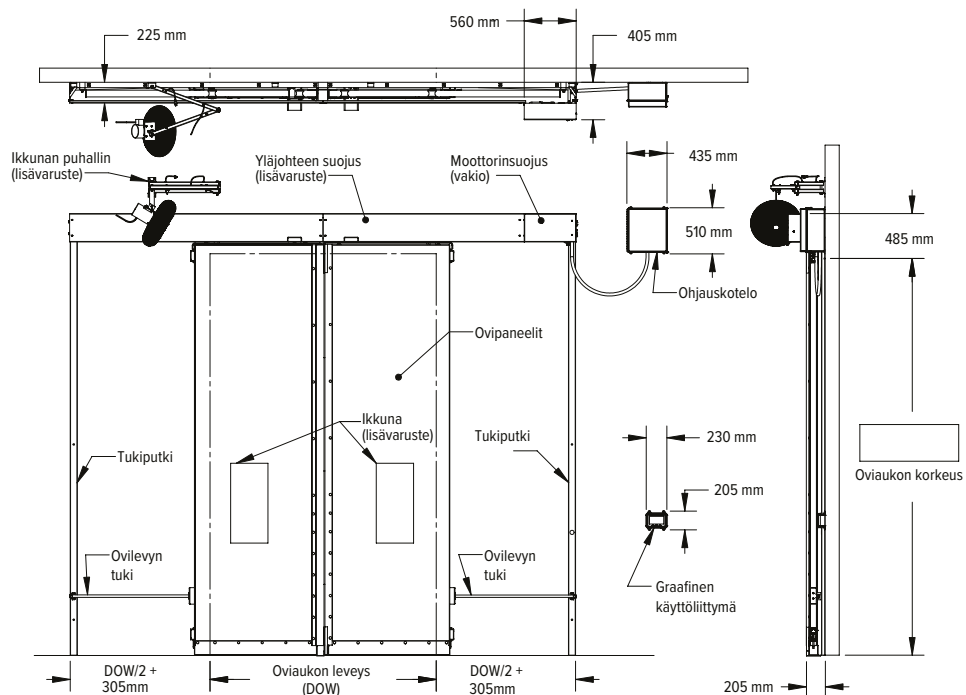 560 mm
225 mm
405 mm
Ikkunan puhallin
(lisävaruste)
Yläjohteen suojus
(lisävaruste)
Moottorinsuojus
(vakio)
435 mm
510 mm
485 mm
Ohjauskotelo
Ovipaneelit
Ikkuna
(lisävaruste)
230 mm
Tukiputki
Tukiputki
205 mm
Oviaukon korkeus
Ovilevyn
tuki
Ovilevyn
tuki
Graafinen
käyttöliittymä
DOW/2 +
305mm
Oviaukon leveys
(DOW)
DOW/2 +
305mm
205 mm